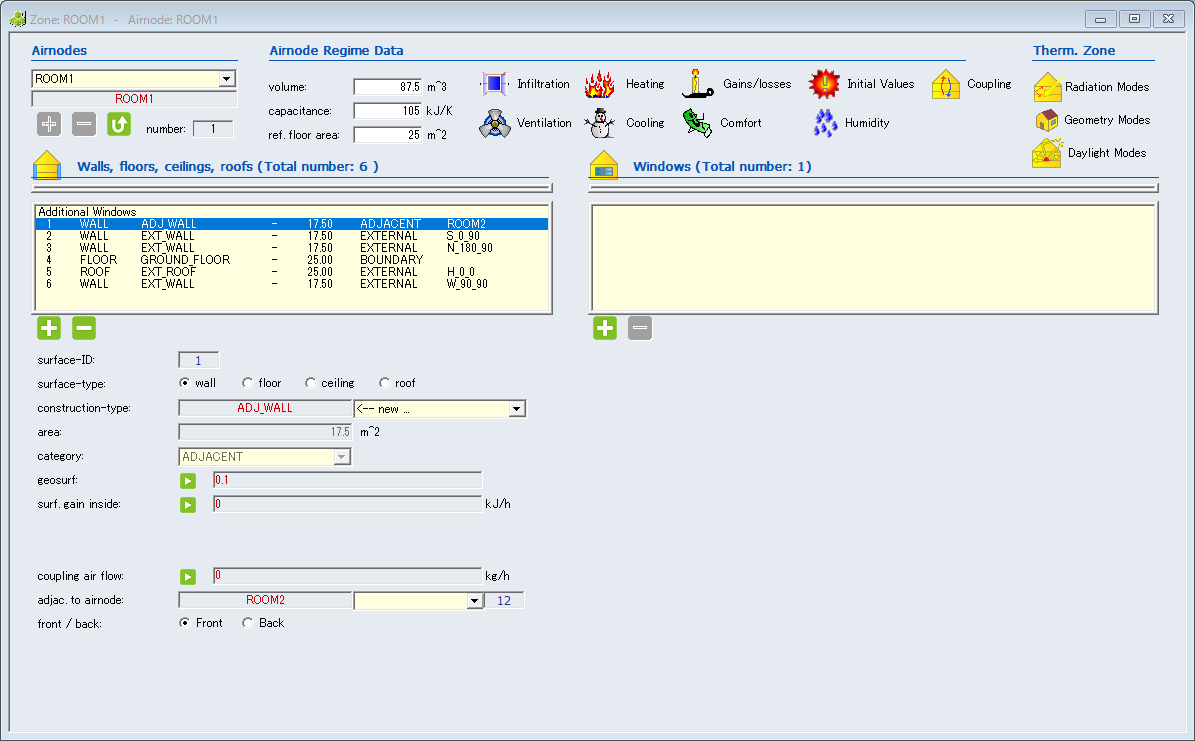 Zone: ROOM1 - Airnode: ROOM1
Airnodes
ROOM1
ROOM1
number: 1
Airnode Regime Data
volume: 87.5 m^3
capacitance: 105 kJ/K
ref. floor area: 25 m^2
Infiltration Heating Gains/losses Initial Values Coupling
Ventilation Cooling Comfort Humidity
Therm. Zone
Radiation Modes
Geometry Modes
Daylight Modes
Walls, floors, ceilings, roofs (Total number: 6 )
Additional Windows
1 WALL ADJ_WALL - 17.50 ADJACENT ROOM2
2 WALL EXT_WALL - 17.50 EXTERNAL S_0_90
3 WALL EXT_WALL - 17.50 EXTERNAL N_180_90
4 FLOOR GROUND_FLOOR - 25.00 BOUNDARY
5 ROOF EXT_ROOF - 25.00 EXTERNAL H_0_0
6 WALL EXT_WALL - 17.50 EXTERNAL W_90_90
Windows (Total number: 1)
surface-ID: 1
surface-type: wall floor ceiling roof
construction-type: ADJ_WALL <-- new ...
area: 17.5 m^2
category: ADJACENT
geosurf: 0.1
surf. gain inside: 0 kJ/h
coupling air flow: 0 kg/h
adjac. to airnode: ROOM2 12
front / back: Front Back